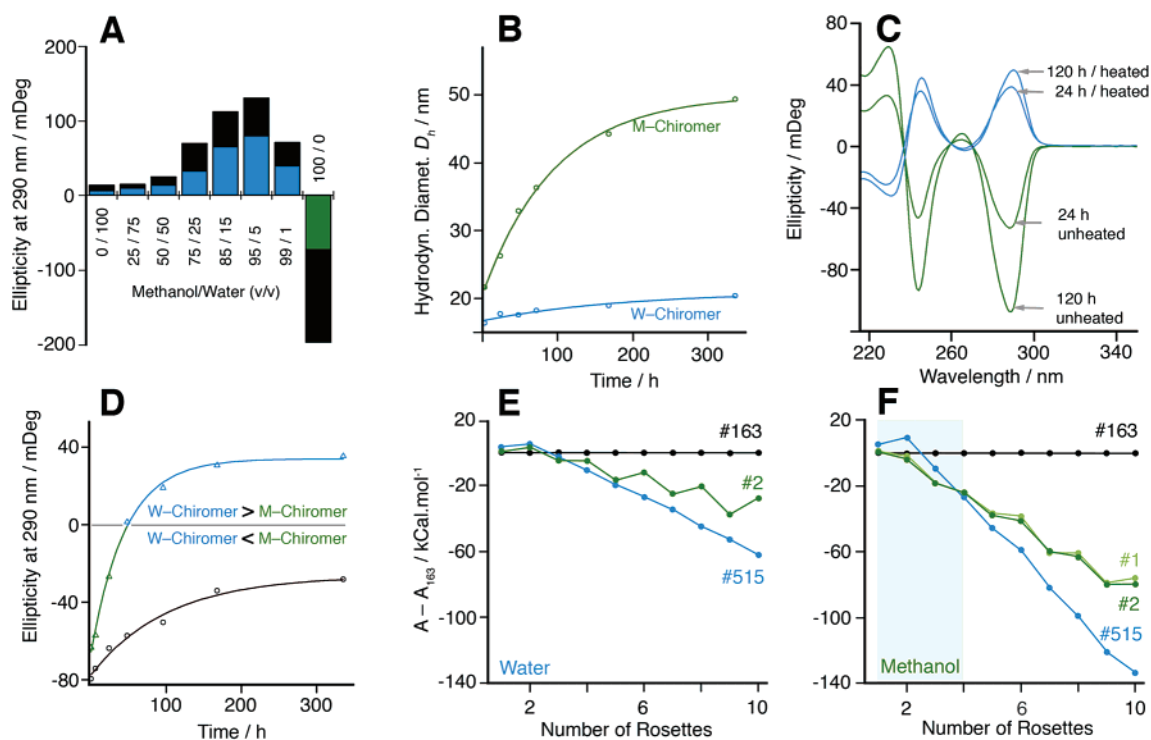 A
Ellipticity at 290 nm / mDeg
200
100
0
-100
-200
0 / 100
25 / 75
50 / 50
75 / 25
85 / 15
95 / 5
99 / 1
100 / 0
Methanol/Water (v/v)
B
Hydrodyn. Diamet. Dh / nm
50
40
30
20
M–Chiromer
W–Chiromer
100
200
300
Time / h
C
Ellipticity / mDeg
80
40
0
-40
-80
120 h / heated
24 h / heated
24 h
unheated
120 h
unheated
220
260
300
340
Wavelength / nm
D
Ellipticity at 290 nm / mDeg
40
0
-40
-80
W–Chiromer > M–Chiromer
W–Chiromer < M–Chiromer
0
100
200
300
Time / h
E
A – A163 / kCal.mol-1
20
-20
-60
-100
-140
#163
#2
#515
Water
2
6
10
Number of Rosettes
F
20
-20
-60
-100
-140
#163
#1
#2
#515
Methanol
2
6
10
Number of Rosettes